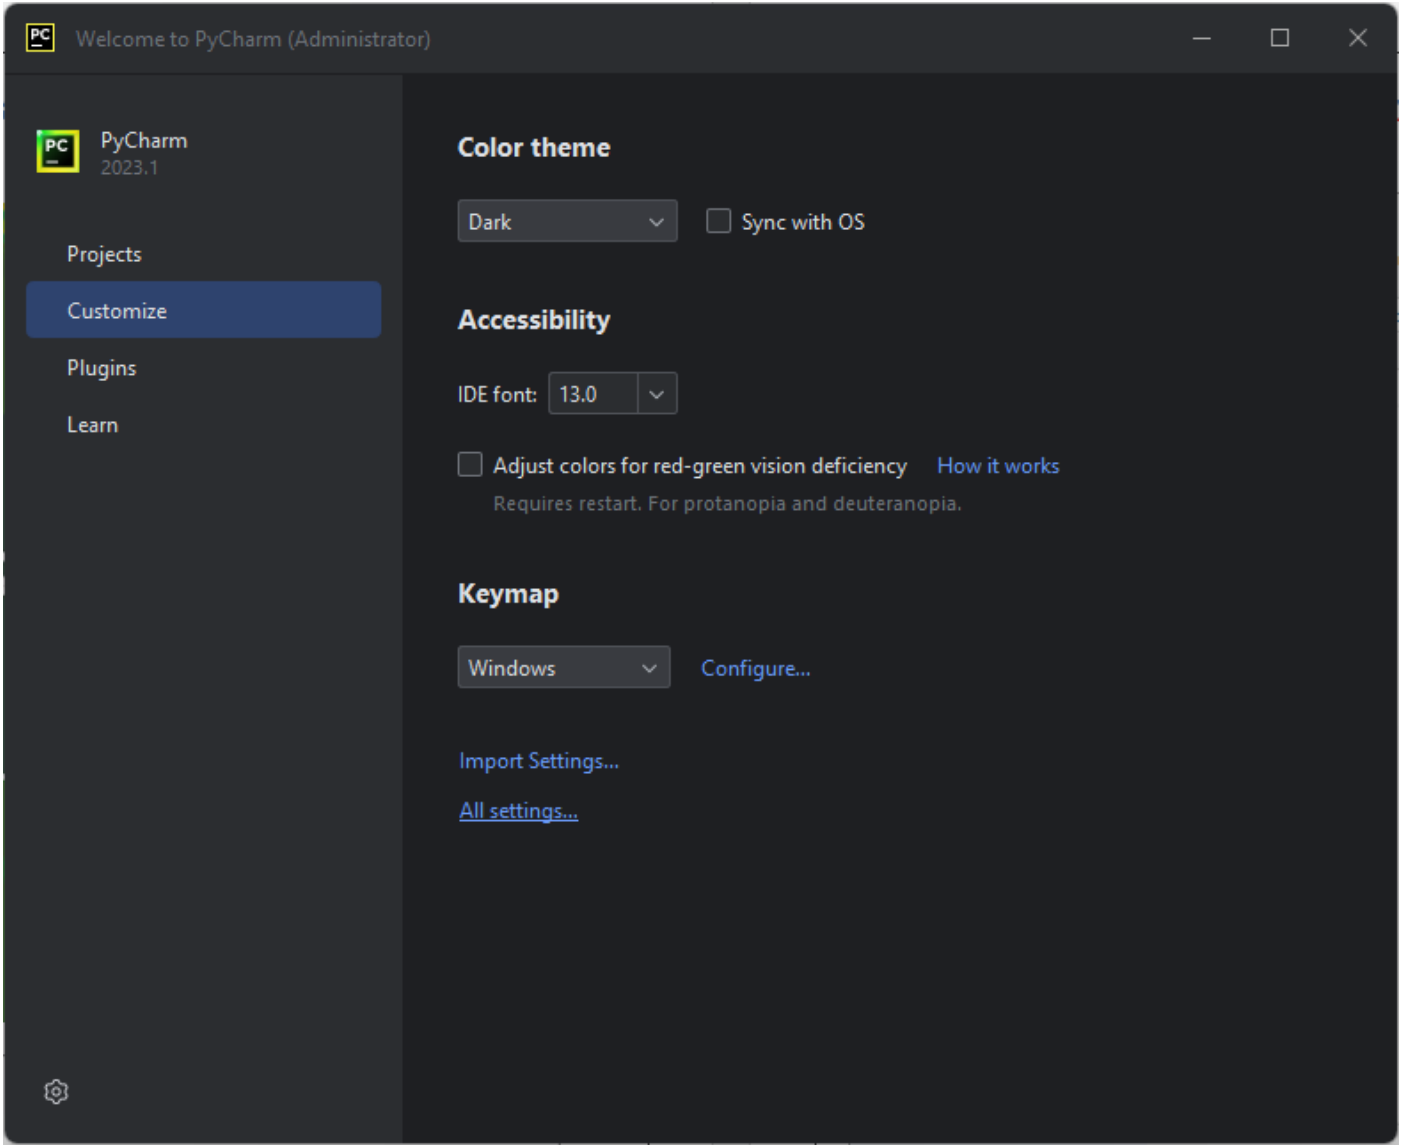 PC Welcome to PyCharm (Administrator)
PC PyCharm
2023.1
Projects
Customize
Plugins
Learn
Color theme
Dark Sync with OS
Accessibility
IDE font: 13.0
Adjust colors for red-green vision deficiency How it works
Requires restart. For protanopia and deuteranopia.
Keymap
Windows Configure...
Import Settings...
All settings...